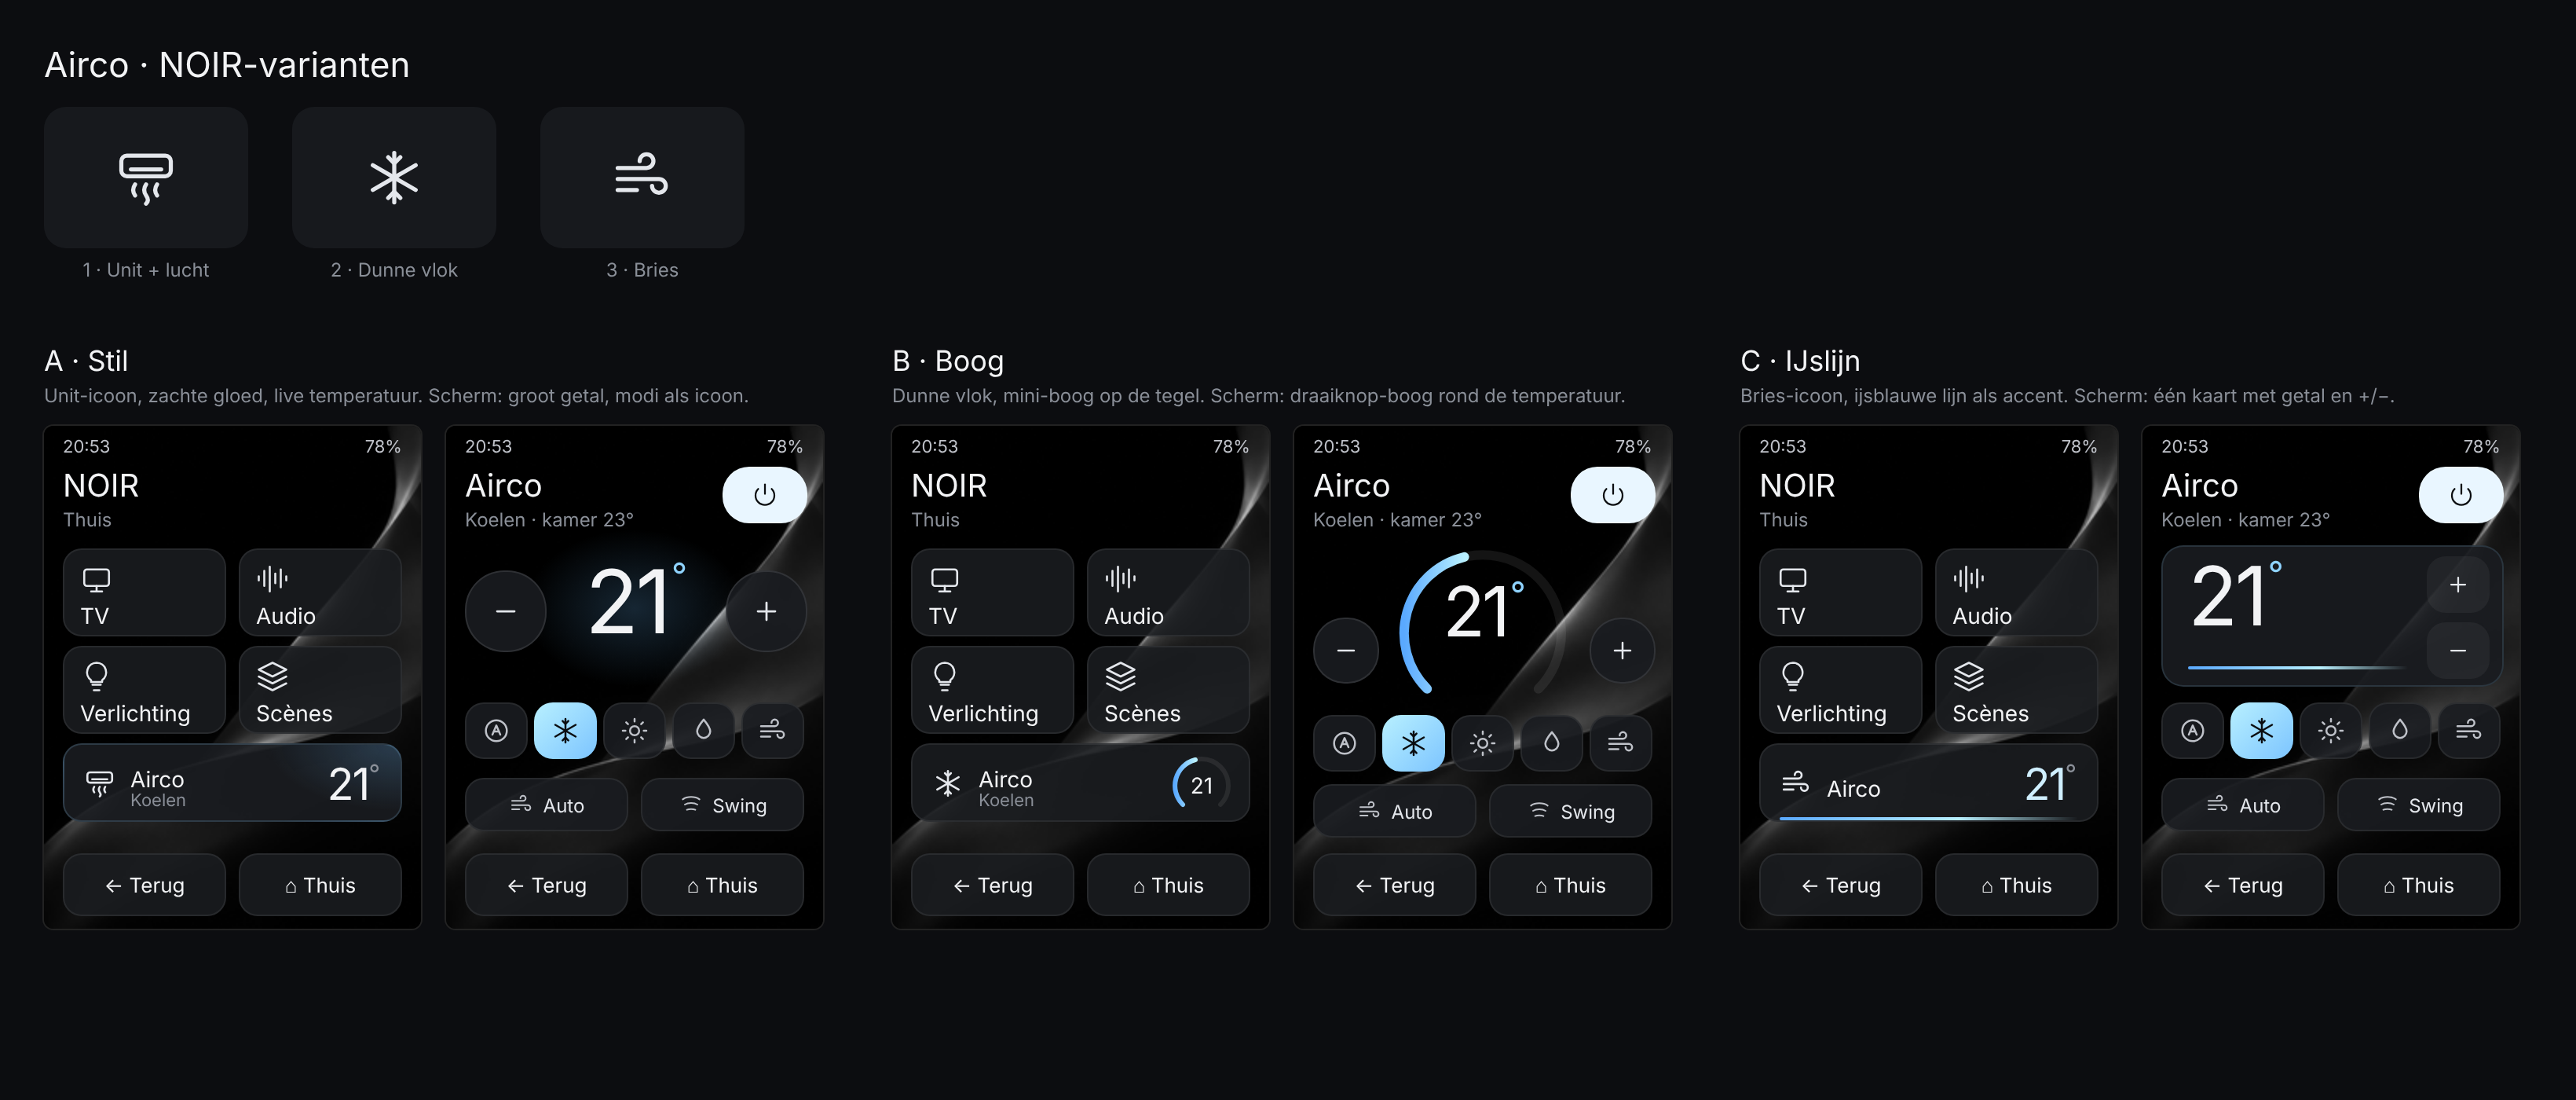 Airco · NOIR-varianten
1 · Unit + lucht
2 · Dunne vlok
3 · Bries
A · Stil
Unit-icoon, zachte gloed, live temperatuur. Scherm: groot getal, modi als icoon.
20:53 78%
NOIR
Thuis
TV Audio
Verlichting Scènes
Airco
Koelen
21°
← Terug ⌂ Thuis
20:53 78%
Airco
Koelen · kamer 23°
− 21° +
A
Auto Swing
← Terug ⌂ Thuis
B · Boog
Dunne vlok, mini-boog op de tegel. Scherm: draaiknop-boog rond de temperatuur.
20:53 78%
NOIR
Thuis
TV Audio
Verlichting Scènes
Airco
Koelen
21
← Terug ⌂ Thuis
20:53 78%
Airco
Koelen · kamer 23°
21°
− +
A
Auto Swing
← Terug ⌂ Thuis
C · IJslijn
Bries-icoon, ijsblauwe lijn als accent. Scherm: één kaart met getal en +/−.
20:53 78%
NOIR
Thuis
TV Audio
Verlichting Scènes
Airco 21°
← Terug ⌂ Thuis
20:53 78%
Airco
Koelen · kamer 23°
21° +
−
A
Auto Swing
← Terug ⌂ Thuis